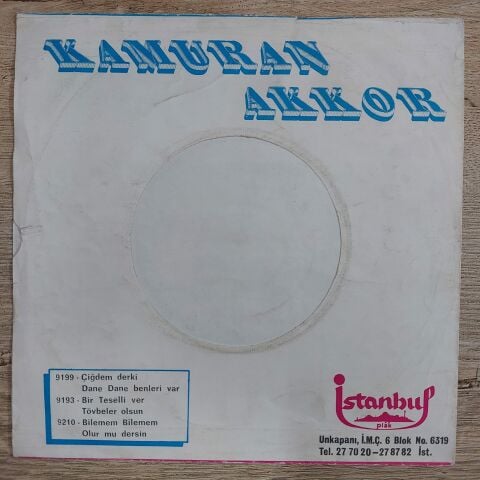 KAMURAN
AKKOR
9199 - Çiğdem derki
Dane Dane benleri var
9193 - Bir Teselli ver
Tövbeler olsun
9210 - Bilemem Bilemem
Olur mu dersin
İstanbul
plâk
Unkapanı, İ.M.Ç. 6 Blok No. 6319
Tel. 27 70 20 - 27 87 82 İst.